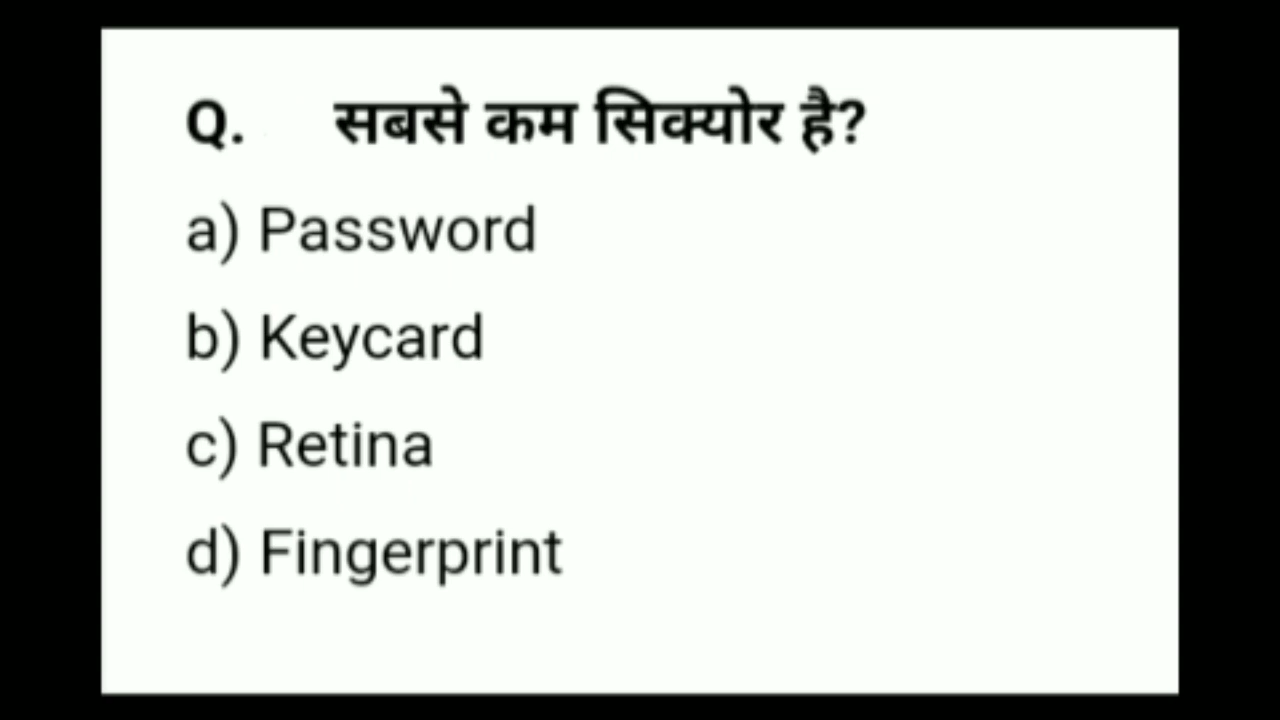 Q. सबसे कम सिक्योर है?
a) Password
b) Keycard
c) Retina
d) Fingerprint